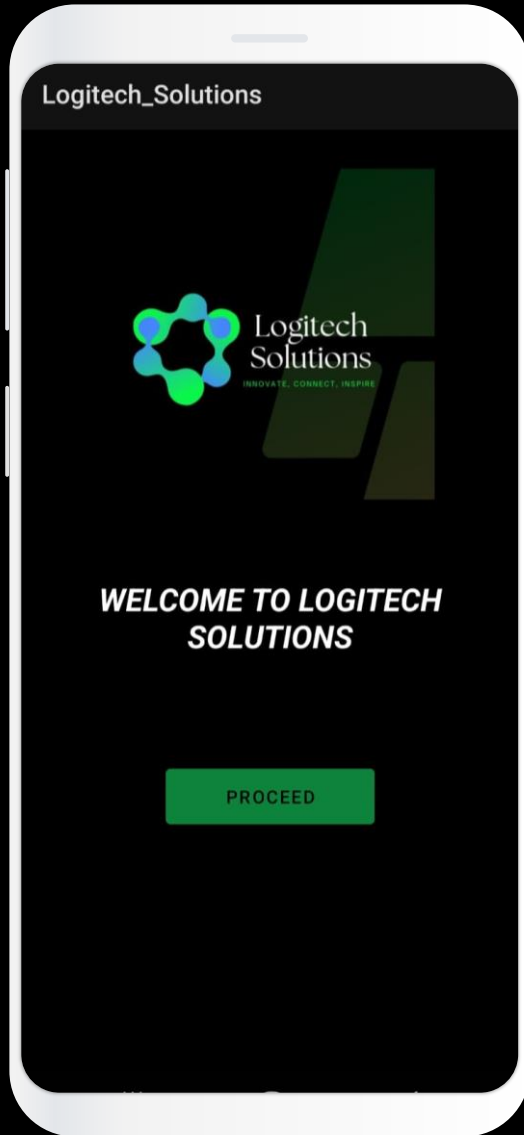 Logitech_Solutions
Logitech
Solutions
INNOVATE, CONNECT, INSPIRE
WELCOME TO LOGITECH
SOLUTIONS
PROCEED